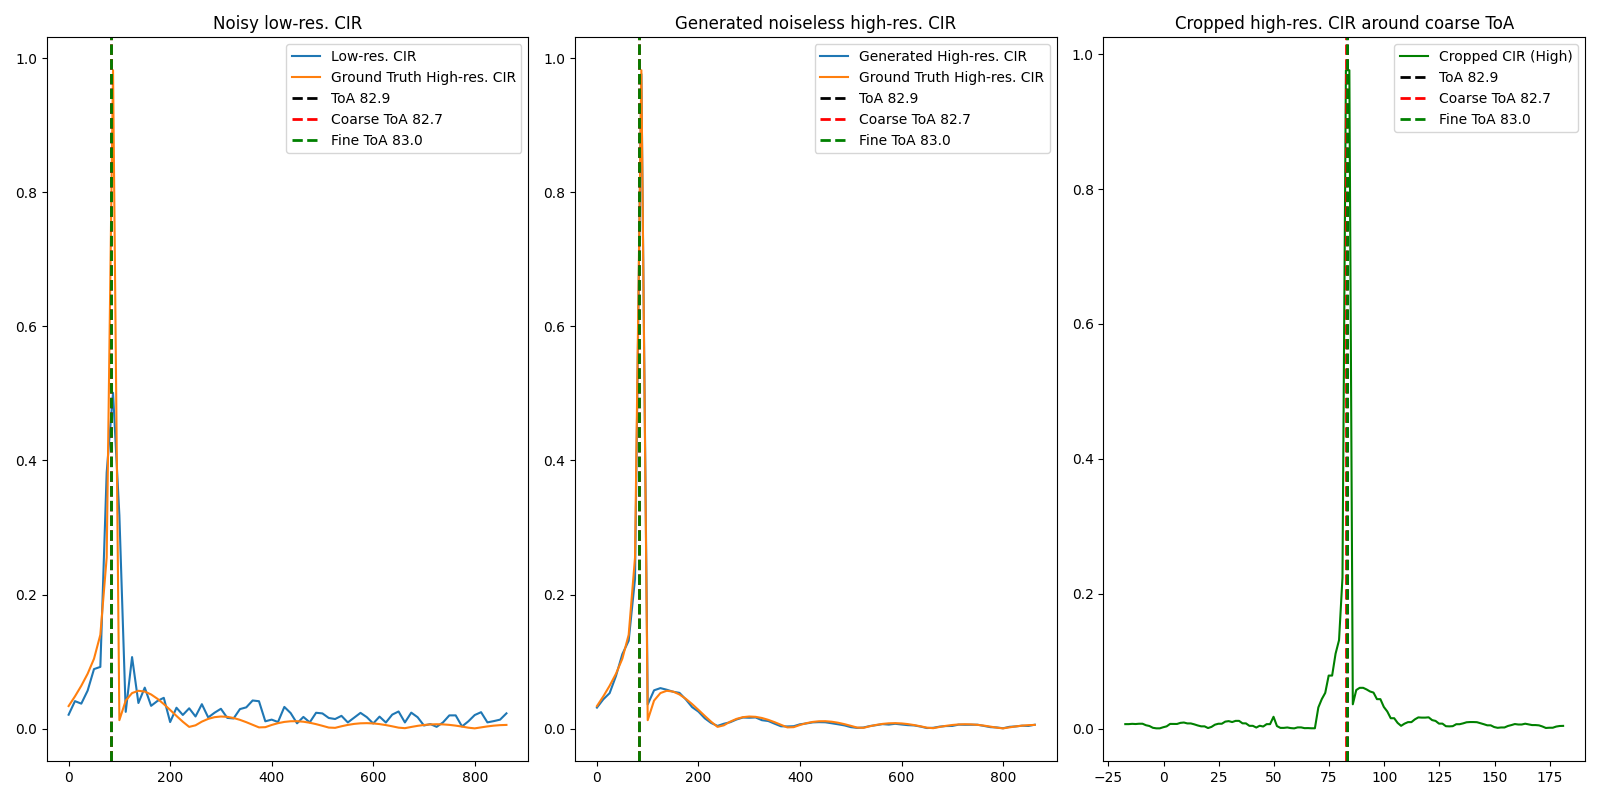 Noisy low-res. CIR
Low-res. CIR
Ground Truth High-res. CIR
ToA 82.9
Coarse ToA 82.7
Fine ToA 83.0
1.0
0.8
0.6
0.4
0.2
0.0
0 200 400 600 800
Generated noiseless high-res. CIR
Generated High-res. CIR
Ground Truth High-res. CIR
ToA 82.9
Coarse ToA 82.7
Fine ToA 83.0
1.0
0.8
0.6
0.4
0.2
0.0
0 200 400 600 800
Cropped high-res. CIR around coarse ToA
Cropped CIR (High)
ToA 82.9
Coarse ToA 82.7
Fine ToA 83.0
1.0
0.8
0.6
0.4
0.2
0.0
−25 0 25 50 75 100 125 150 175